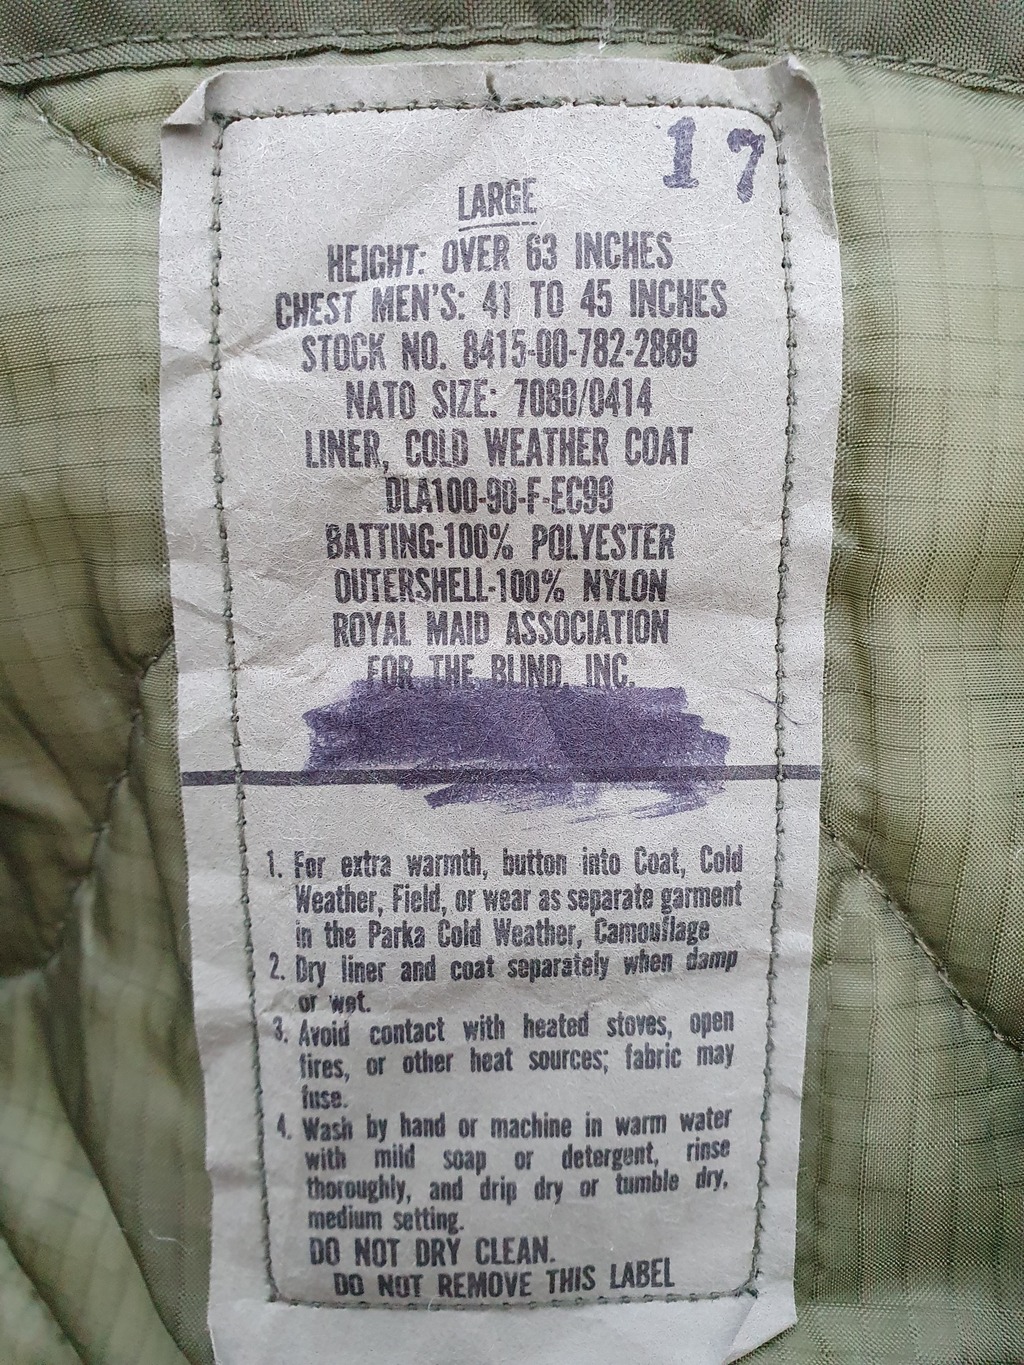 17
LARGE
HEIGHT: OVER 63 INCHES
CHEST MEN'S: 41 TO 45 INCHES
STOCK NO. 8415-00-782-2889
NATO SIZE: 7080/0414
LINER, COLD WEATHER COAT
DLA100-90-F-EC99
BATTING-100% POLYESTER
OUTERSHELL-100% NYLON
ROYAL MAID ASSOCIATION
FOR THE BLIND, INC.
1. For extra warmth, button into Coat, Cold
Weather, Field, or wear as separate garment
in the Parka Cold Weather, Camouflage
2. Dry liner and coat separately when damp
or wet.
3. Avoid contact with heated stoves, open
fires, or other heat sources; fabric may
fuse.
4. Wash by hand or machine in warm water
with mild soap or detergent, rinse
thoroughly, and drip dry or tumble dry,
medium setting.
DO NOT DRY CLEAN.
DO NOT REMOVE THIS LABEL